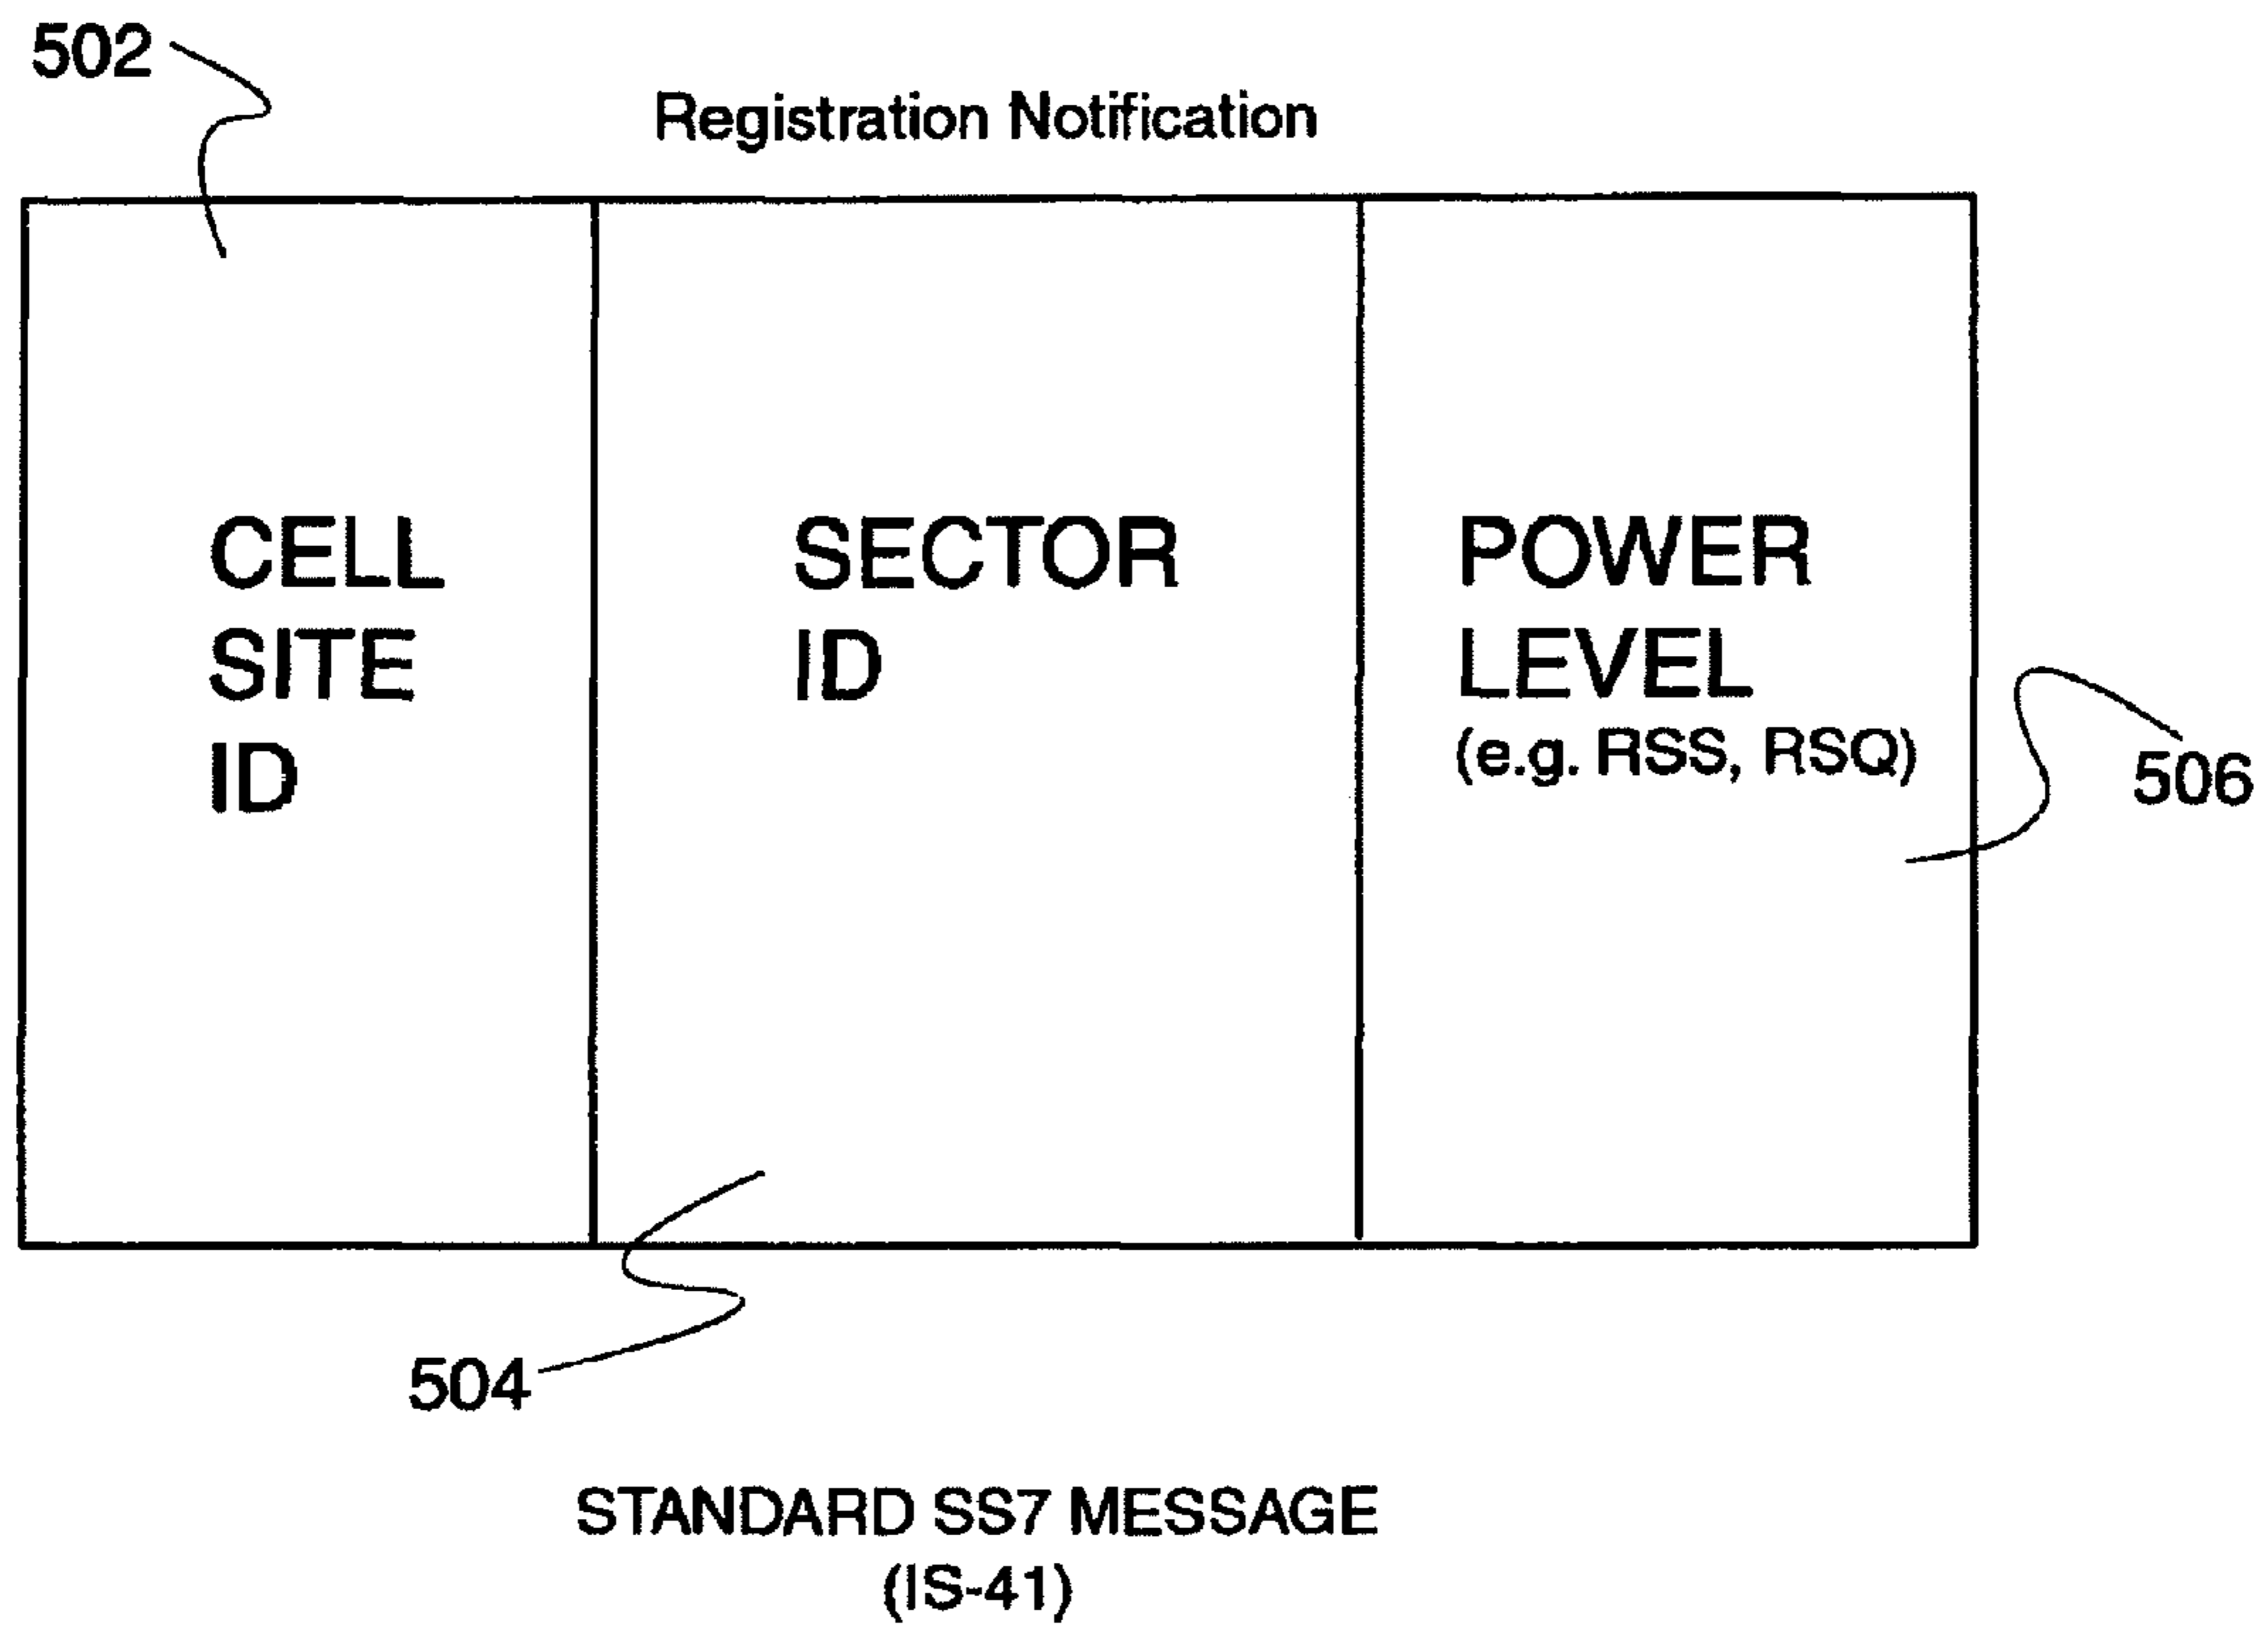 502
Registration Notification
CELL
SITE
ID
SECTOR
ID
POWER
LEVEL
(e.g. RSS, RSQ)
506
504
STANDARD SS7 MESSAGE
(IS-41)